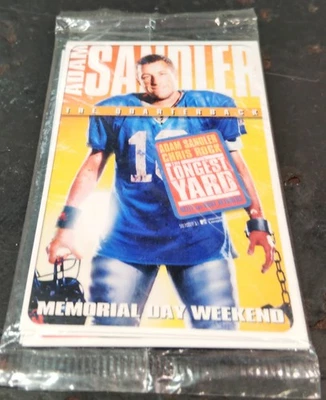 ADAM
SANDLER
THE QUARTERBACK
ADAM SANDLER
CHRIS ROCK
LONGEST
YARD
MEMORIAL DAY WEEKEND